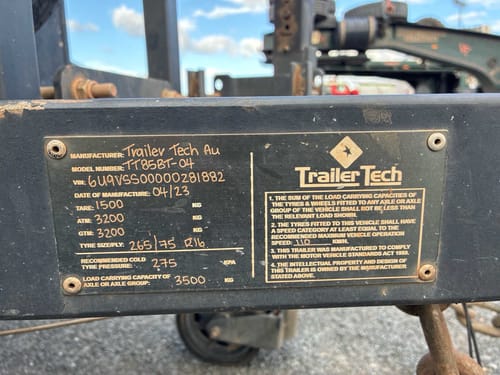 MANUFACTURER: Trailer Tech Au
MODEL NUMBER: TT85BT-04
VIN: 6U9VSS00000281882
DATE OF MANUFACTURE: 04/23
TARE: 1500 KG
ATM: 3200 KG
GTM: 3200 KG
TYRE SIZE/LY: 265/75 R16
RECOMMENDED COLD
TYRE PRESSURE: 275 KPA
LOAD CARRYING CAPACITY OF
AXLE OR AXLE GROUP: 3500 KG
Trailer Tech
1. THE SUM OF THE LOAD CARRYING CAPACITIES OF
THE TYRES & WHEELS FITTED TO ANY AXLE OR AXLE
GROUP OF THE VEHICLE SHALL NOT BE LESS THAN
THE RELEVANT LOAD SHOWN.
2. THE TYRES FITTED TO THIS VEHICLE SHALL HAVE
A SPEED CATEGORY AT LEAST EQUAL TO THE
RECOMMENDED MAXIMUM VEHICLE OPERATION
SPEED: 110 KM/H.
3. THIS TRAILER WAS MANUFACTURED TO COMPLY
WITH THE MOTOR VEHICLE STANDARDS ACT 1989.
4. THE INTELLECTUAL PROPERTY AND DESIGN OF
THIS TRAILER IS OWNED BY THE MANUFACTURER
STATED ABOVE.